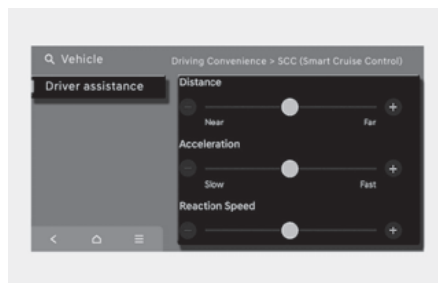 Vehicle
Driving Convenience > SCC (Smart Cruise Control)
Driver assistance
Distance
Near Far
Acceleration
Slow Fast
Reaction Speed